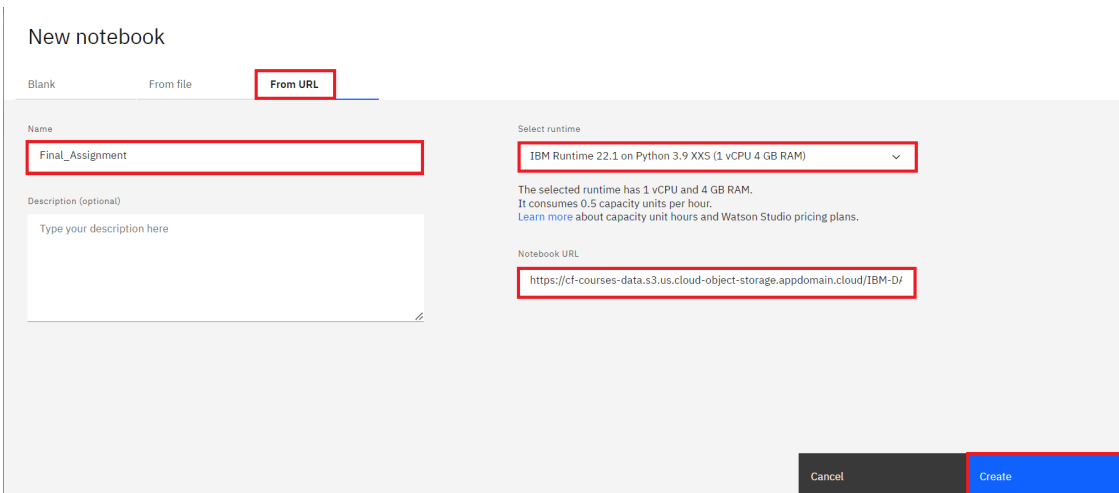 New notebook
Blank
From file
From URL
Name
Final_Assignment
Description (optional)
Type your description here
Select runtime
IBM Runtime 22.1 on Python 3.9 XXS (1 vCPU 4 GB RAM)
The selected runtime has 1 vCPU and 4 GB RAM.
It consumes 0.5 capacity units per hour.
Learn more about capacity unit hours and Watson Studio pricing plans.
Notebook URL
https://cf-courses-data.s3.us.cloud-object-storage.appdomain.cloud/IBM-DA
Cancel
Create